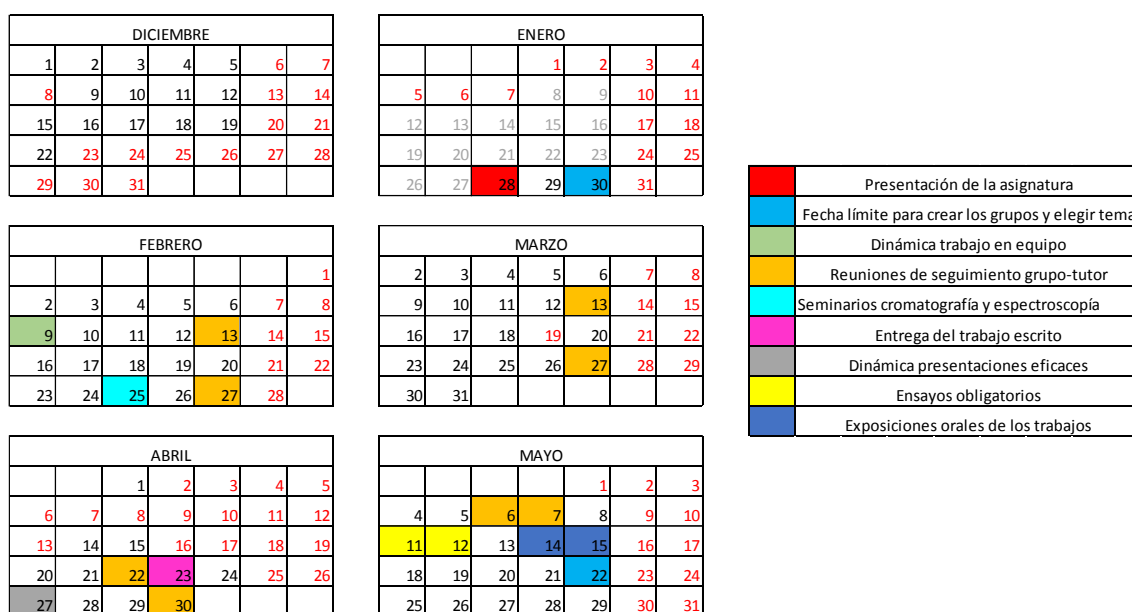 DICIEMBRE
1 2 3 4 5 6 7
8 9 10 11 12 13 14
15 16 17 18 19 20 21
22 23 24 25 26 27 28
29 30 31
ENERO
1 2 3 4
5 6 7 8 9 10 11
12 13 14 15 16 17 18
19 20 21 22 23 24 25
26 27 28 29 30 31
FEBRERO
1
2 3 4 5 6 7 8
9 10 11 12 13 14 15
16 17 18 19 20 21 22
23 24 25 26 27 28
MARZO
2 3 4 5 6 7 8
9 10 11 12 13 14 15
16 17 18 19 20 21 22
23 24 25 26 27 28 29
30 31
ABRIL
1 2 3 4 5
6 7 8 9 10 11 12
13 14 15 16 17 18 19
20 21 22 23 24 25 26
27 28 29 30
MAYO
1 2 3
4 5 6 7 8 9 10
11 12 13 14 15 16 17
18 19 20 21 22 23 24
25 26 27 28 29 30 31
Presentación de la asignatura
Fecha límite para crear los grupos y elegir tema
Dinámica trabajo en equipo
Reuniones de seguimiento grupo-tutor
Seminarios cromatografía y espectroscopía
Entrega del trabajo escrito
Dinámica presentaciones eficaces
Ensayos obligatorios
Exposiciones orales de los trabajos